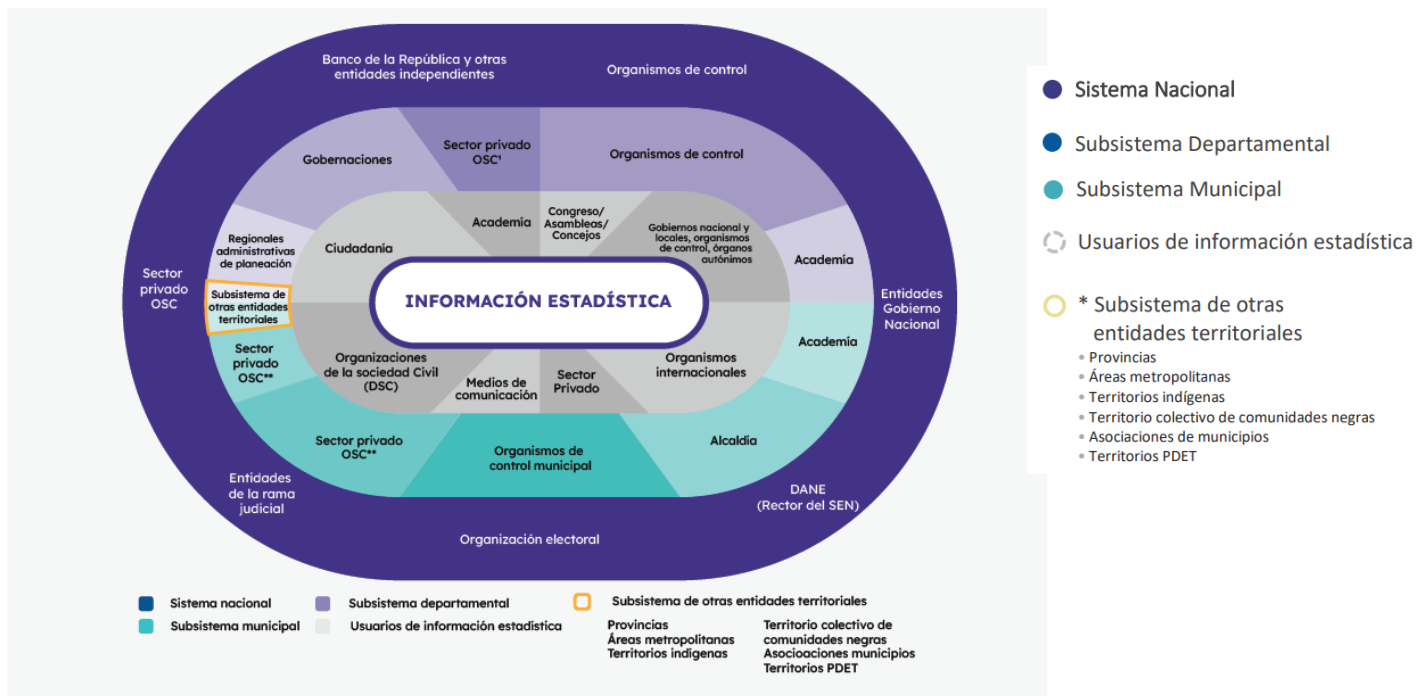 Banco de la República y otras
entidades independientes
Organismos de control
Sector privado
OSC¹
Gobernaciones
Organismos de control
Academía
Congreso/
Asambleas/
Concejos
Gobiernos nacional y
locales, organismos
de control, órganos
autónimos
Ciudadanía
Regionales
administrativas
de planeación
Academía
Sector
privado
OSC
Subsistema de
otras entidades
territoriales
INFORMACIÓN ESTADÍSTICA
Entidades
Gobierno
Nacional
Sector
privado
OSC**
Academía
Organizaciones
de la sociedad Civil
(DSC)
Medios de
comunicación
Sector
Privado
Organismos
internacionales
Sector privado
OSC**
Organismos de
control municipal
Alcaldía
Entidades
de la rama
judicial
DANE
(Rector del SEN)
Organización electoral
Sistema nacional
Subsistema departamental
Subsistema de otras entidades territoriales
Subsistema municipal
Usuarios de información estadística
Provincias
Áreas metropolitanas
Territorios indígenas
Territorio colectivo de
comunidades negras
Asocioaciones municipios
Territorios PDET
Sistema Nacional
Subsistema Departamental
Subsistema Municipal
Usuarios de información estadística
* Subsistema de otras
entidades territoriales
• Provincias
• Áreas metropolitanas
• Territorios indígenas
• Territorio colectivo de comunidades negras
• Asociaciones de municipios
• Territorios PDET